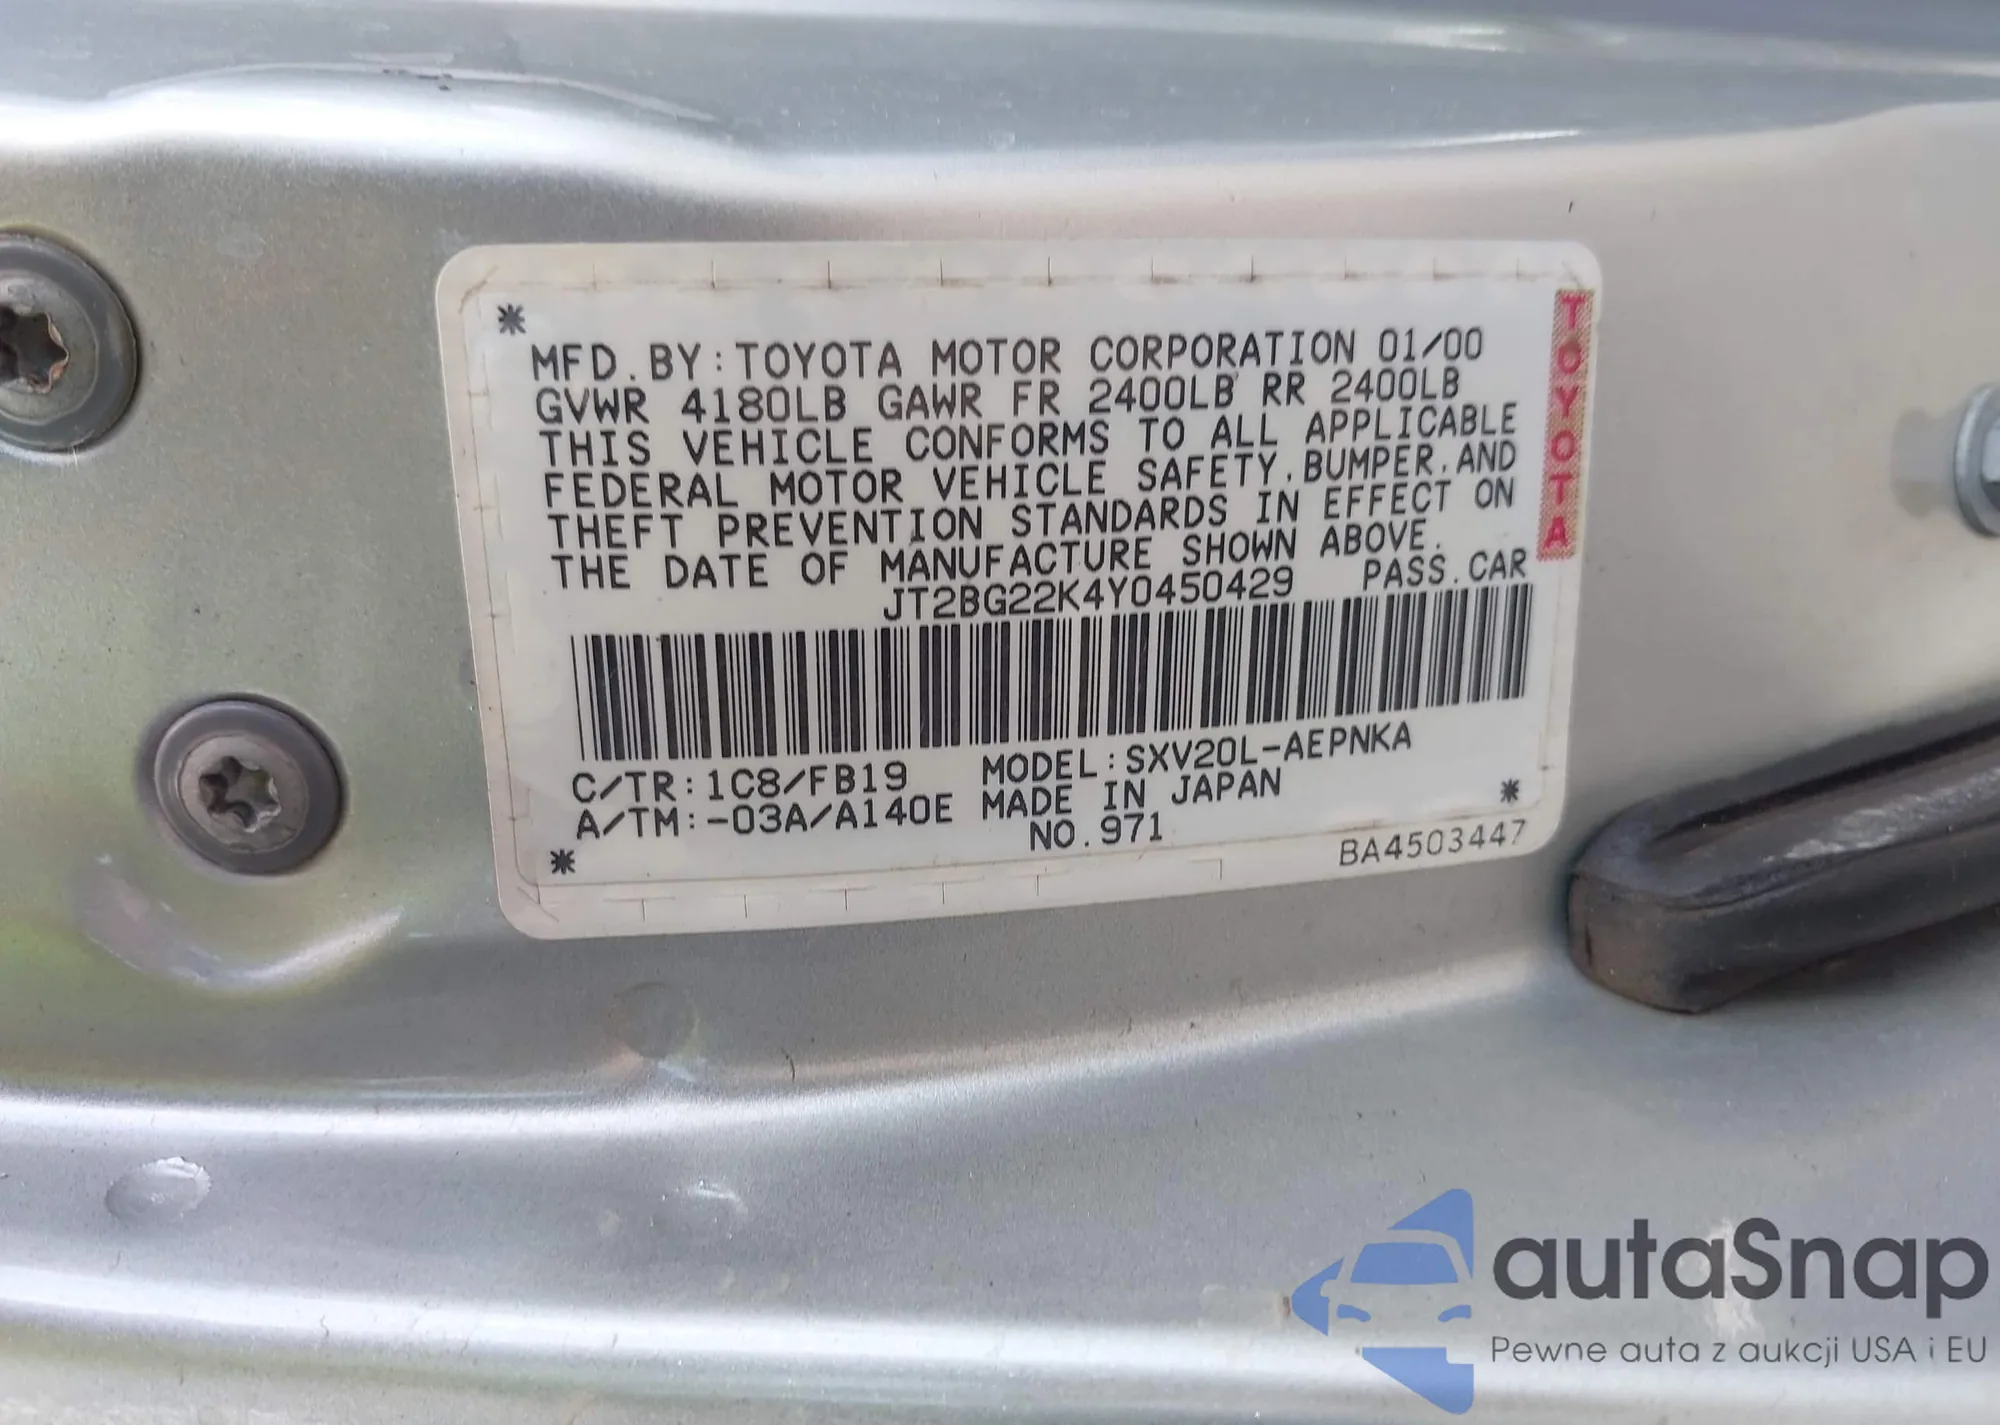 MFD. BY: TOYOTA MOTOR CORPORATION 01/00
GVWR 4180LB GAWR FR 2400LB RR 2400LB
THIS VEHICLE CONFORMS TO ALL APPLICABLE
FEDERAL MOTOR VEHICLE SAFETY, BUMPER, AND
THEFT PREVENTION STANDARDS IN EFFECT ON
THE DATE OF MANUFACTURE SHOWN ABOVE.
JT2BG22K4Y0450429 PASS. CAR
C/TR: 1C8/FB19 MODEL: SXV20L-AEPNKA
A/TM: -03A/A140E MADE IN JAPAN
NO. 971
BA4503447
TOYOTA
autaSnap
Pewne auta z aukcji USA i EU